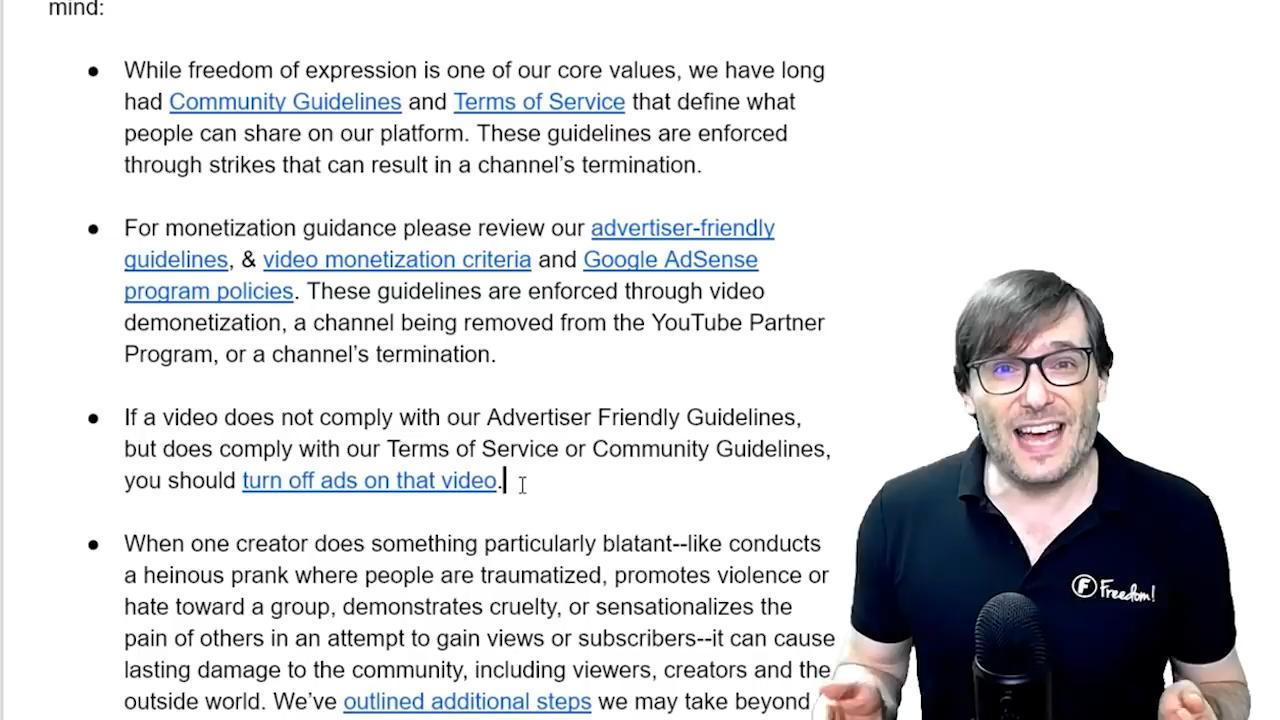 mind:
● While freedom of expression is one of our core values, we have long
had Community Guidelines and Terms of Service that define what
people can share on our platform. These guidelines are enforced
through strikes that can result in a channel's termination.
● For monetization guidance please review our advertiser-friendly
guidelines, & video monetization criteria and Google AdSense
program policies. These guidelines are enforced through video
demonetization, a channel being removed from the YouTube Partner
Program, or a channel's termination.
● If a video does not comply with our Advertiser Friendly Guidelines,
but does comply with our Terms of Service or Community Guidelines,
you should turn off ads on that video.
● When one creator does something particularly blatant--like conducts
a heinous prank where people are traumatized, promotes violence or
hate toward a group, demonstrates cruelty, or sensationalizes the
pain of others in an attempt to gain views or subscribers--it can cause
lasting damage to the community, including viewers, creators and the
outside world. We've outlined additional steps we may take beyond
F Freedom!